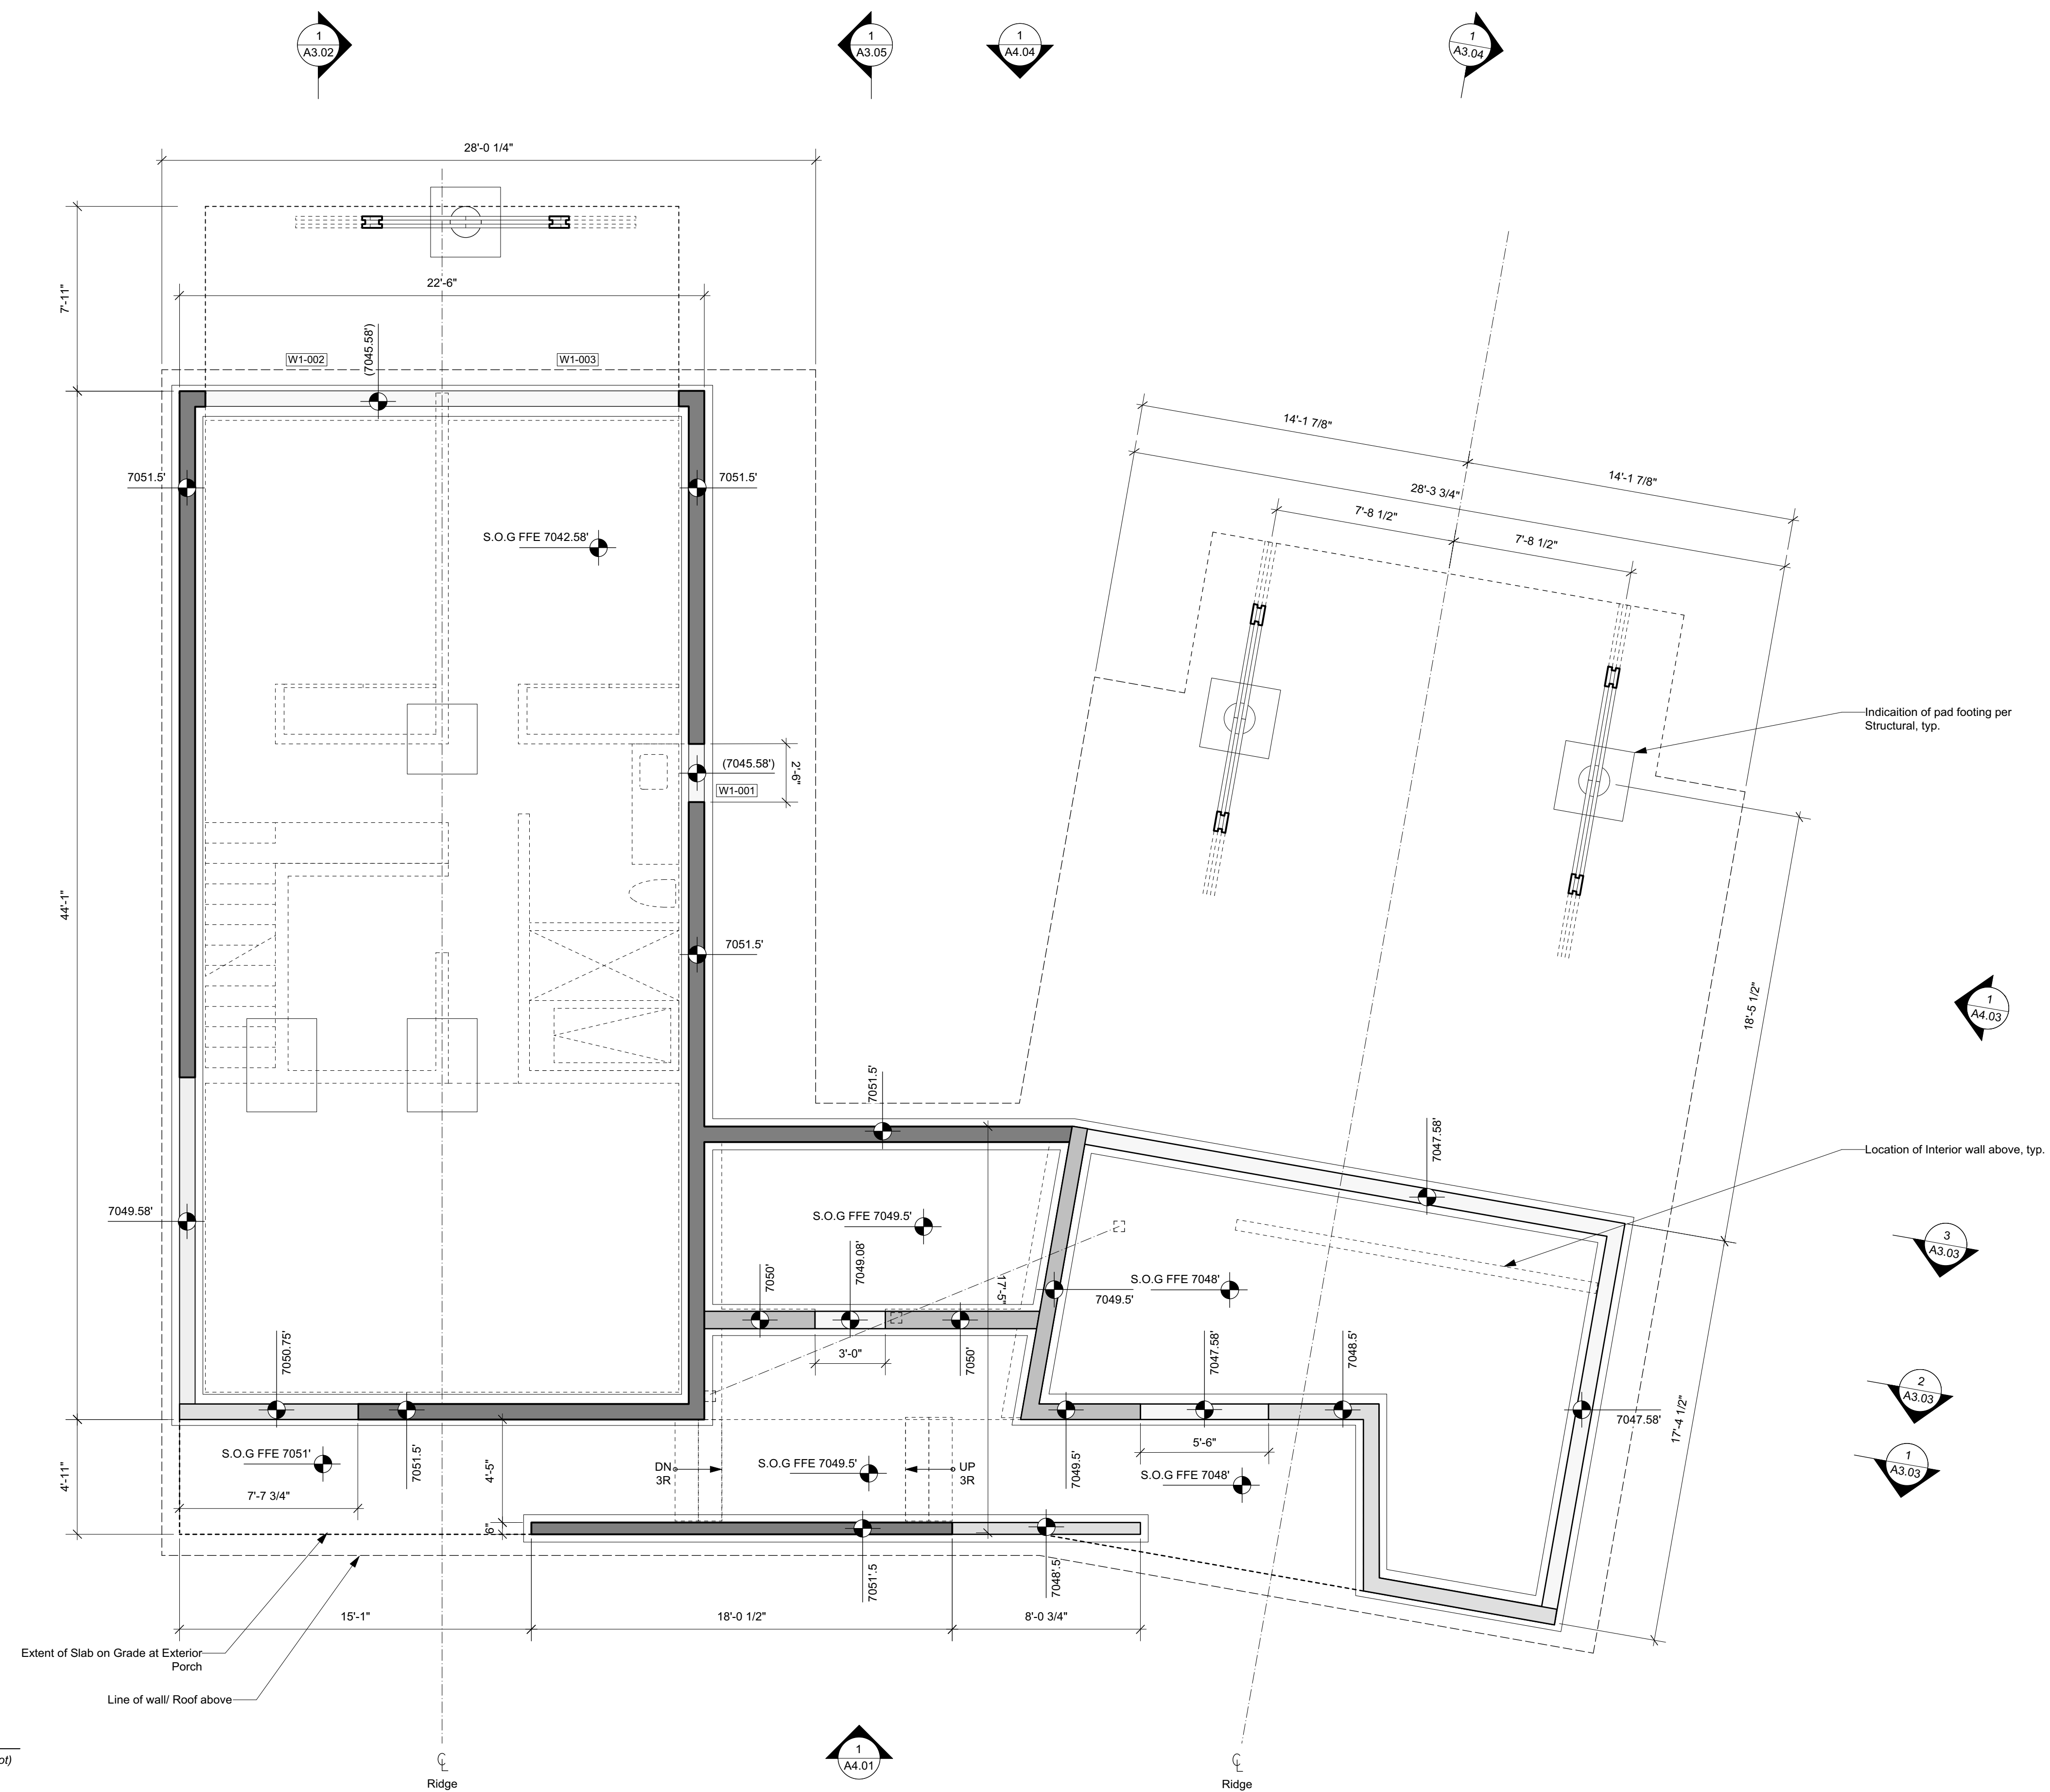 1
A3.02
1
A3.05
1
A4.04
1
A3.04
28'-0 1/4"
7'-11"
22'-6"
(7045.58')
W1-002
W1-003
14'-1 7/8"
14'-1 7/8"
28'-3 3/4"
7'-8 1/2"
7'-8 1/2"
7051.5'
7051.5'
S.O.G FFE 7042.58'
Indicaition of pad footing per
Structural, typ.
(7045.58')
2'-6"
W1-001
44'-1"
7051.5'
18'-5 1/2"
1
A4.03
7051.5'
7047.58'
Location of Interior wall above, typ.
7049.58'
S.O.G FFE 7049.5'
7049.08'
7050'
17'-5"
S.O.G FFE 7048'
7049.5'
3
A3.03
7050.75'
3'-0"
7050'
7047.58'
7048.5'
2
A3.03
7047.58'
17'-4 1/2"
4'-11"
S.O.G FFE 7051'
7051.5'
4'-5"
DN
3R
S.O.G FFE 7049.5'
UP
3R
7049.5'
5'-6"
S.O.G FFE 7048'
1
A3.03
7'-7 3/4"
6"
7051'.5
7048'.5
15'-1"
18'-0 1/2"
8'-0 3/4"
Extent of Slab on Grade at Exterior
Porch
Line of wall/ Roof above
1
A4.01
ot)
CL
Ridge
CL
Ridge